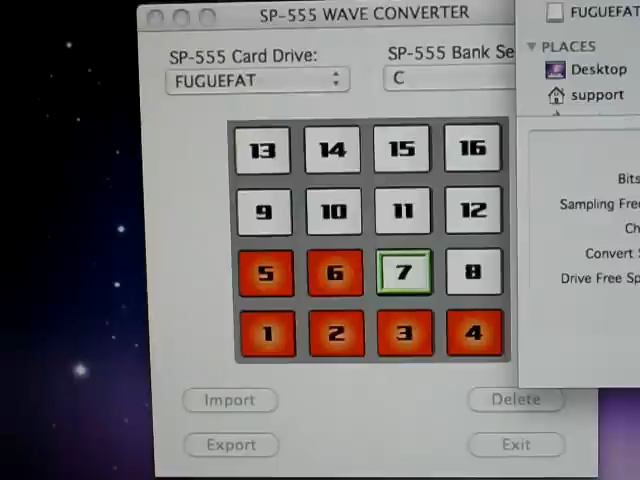 SP-555 WAVE CONVERTER
SP-555 Card Drive:
FUGUEFAT
SP-555 Bank Se
C
13 14 15 16
9 10 11 12
5 6 7 8
1 2 3 4
Import
Delete
Export
Exit
FUGUEFAT
PLACES
Desktop
support
Bits
Sampling Fre
Ch
Convert S
Drive Free Sp